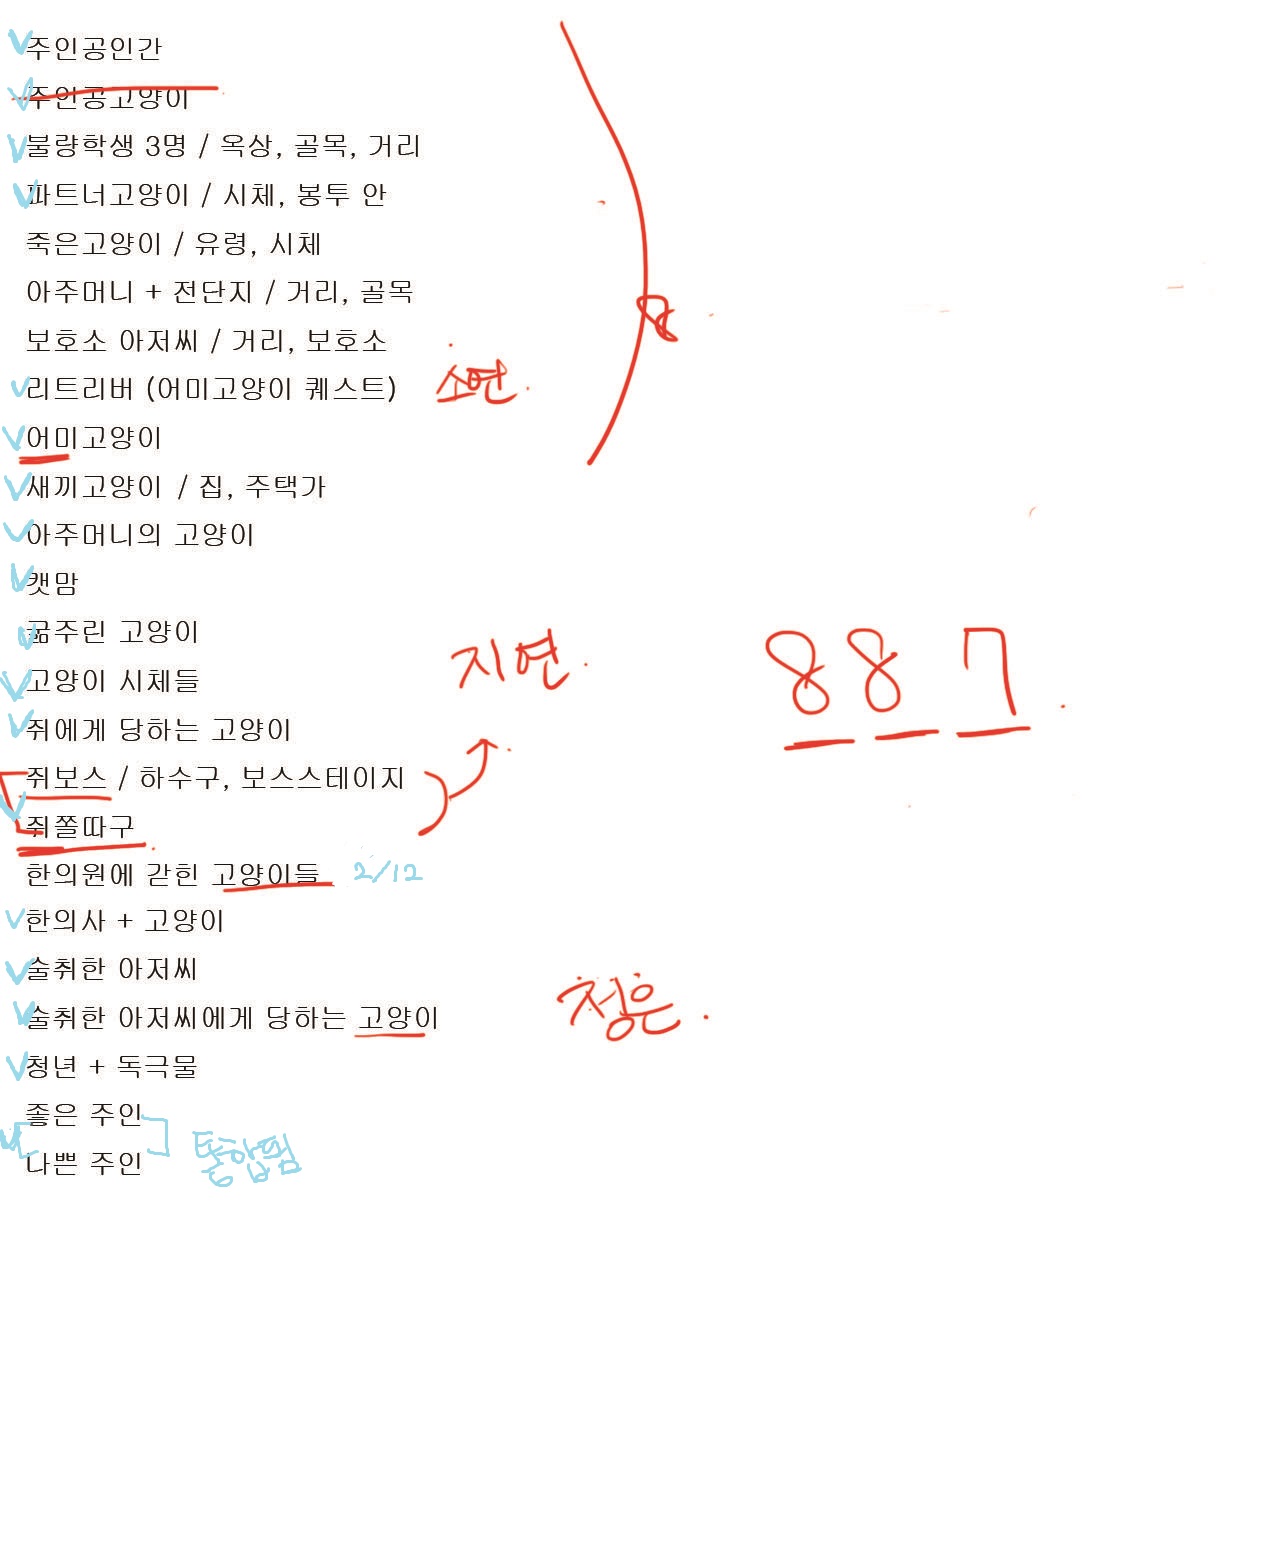 주인공인간
주인공고양이
불량학생 3명 / 옥상, 골목, 거리
파트너고양이 / 시체, 봉투 안
죽은고양이 / 유령, 시체
아주머니 + 전단지 / 거리, 골목
8
보호소 아저씨 / 거리, 보호소
리트리버 (어미고양이 퀘스트) 소연
어미고양이
새끼고양이 / 집, 주택가
아주머니의 고양이
캣맘
굶주린 고양이
지연
8 8 7
고양이 시체들
쥐에게 당하는 고양이
쥐보스 / 하수구, 보스스테이지
쥐쫄따구
한의원에 갇힌 고양이들 2/12
한의사 + 고양이
술취한 아저씨
정은
술취한 아저씨에게 당하는 고양이
청년 + 독극물
좋은 주인
나쁜 주인